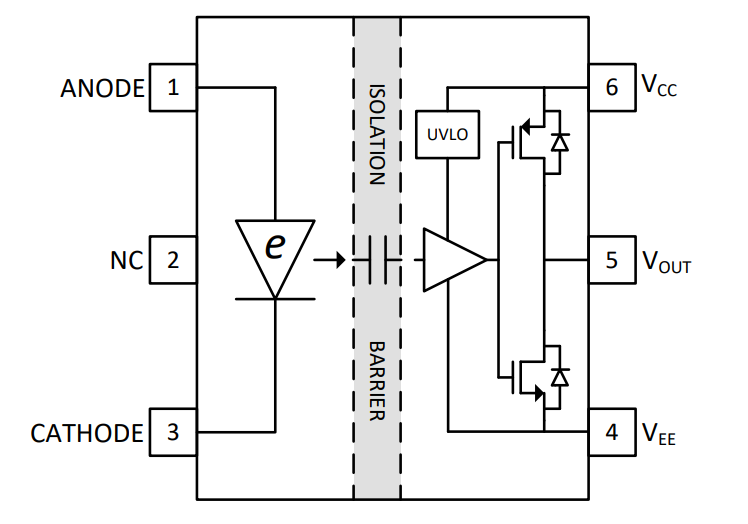 ANODE 1
NC 2
CATHODE 3
e
ISOLATION
BARRIER
UVLO
6 VCC
5 VOUT
4 VEE